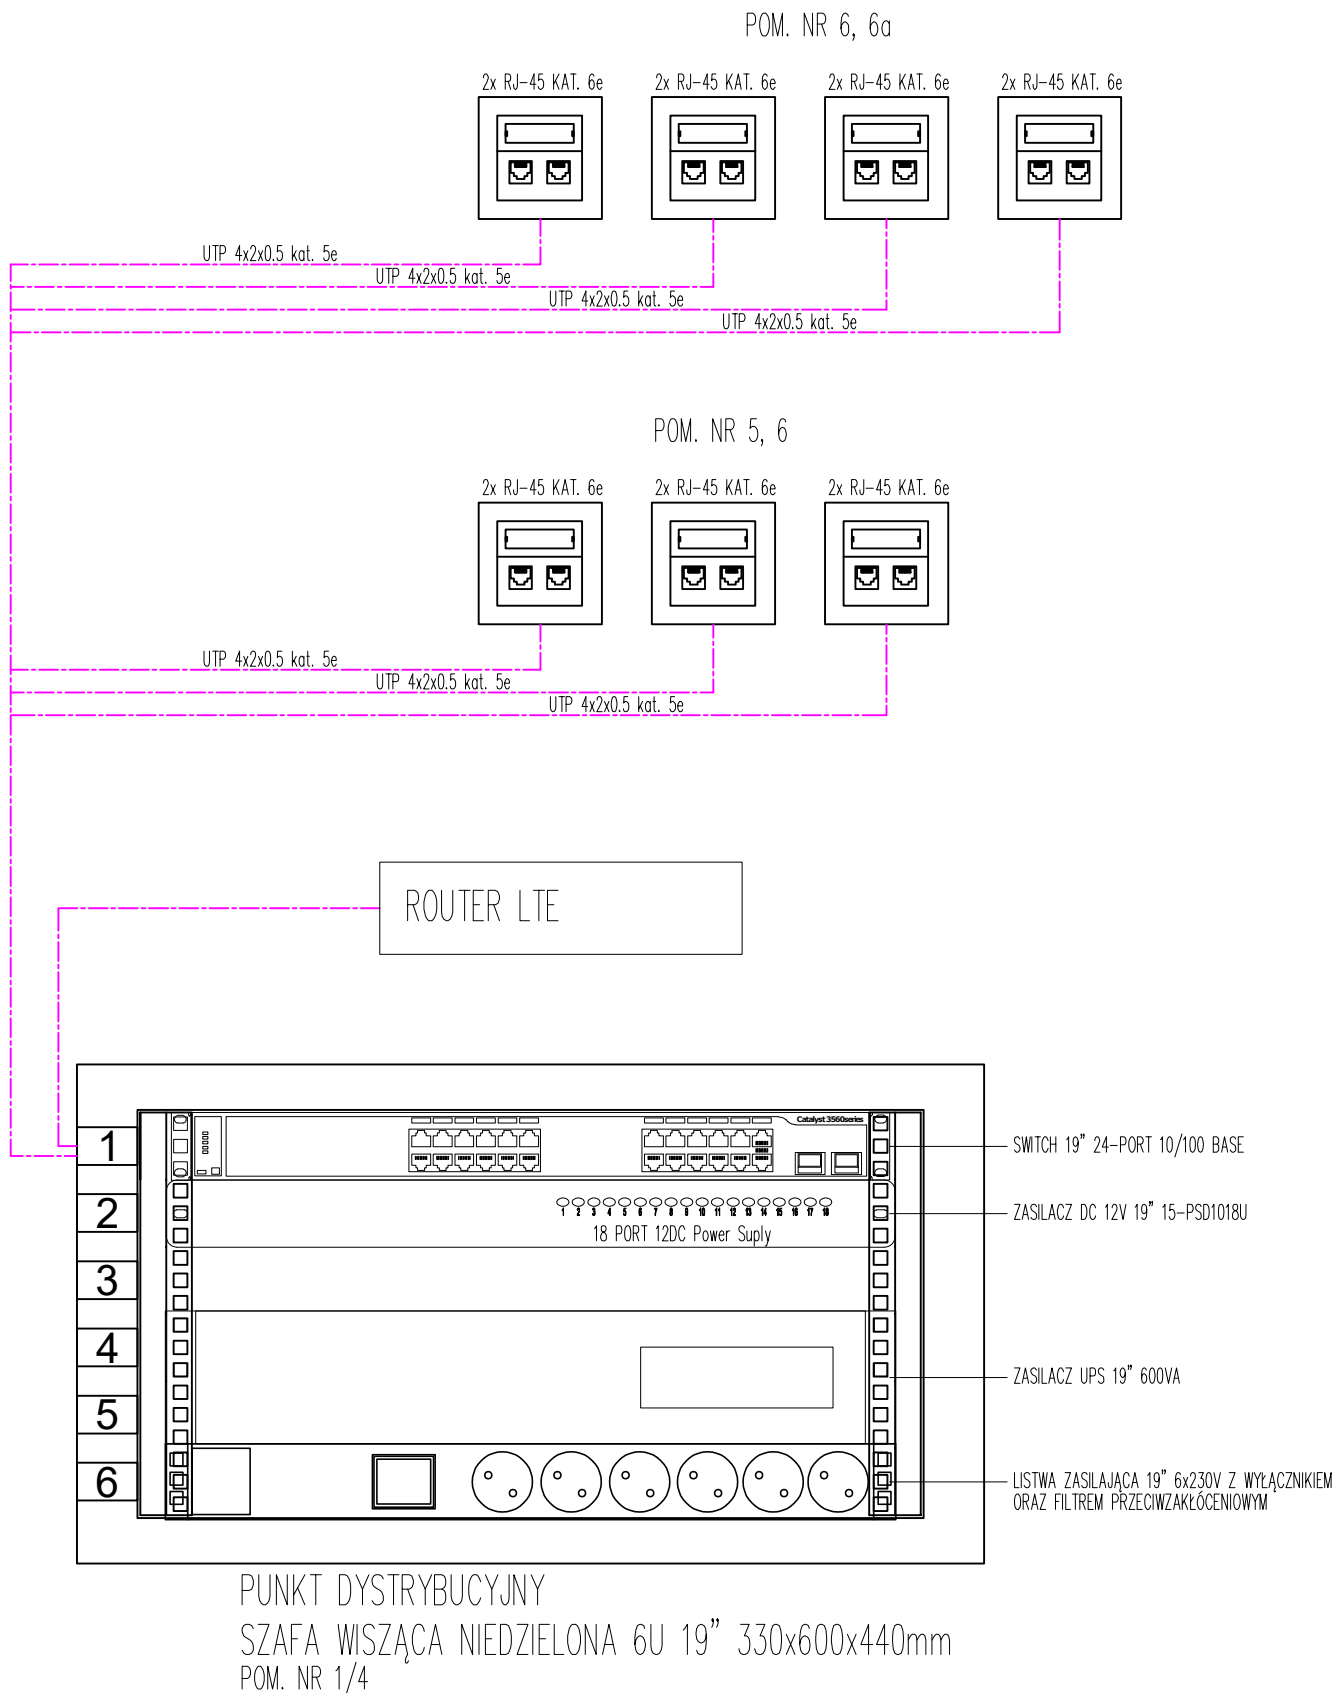 POM. NR 6, 6a
2x RJ-45 KAT. 6e
2x RJ-45 KAT. 6e
2x RJ-45 KAT. 6e
2x RJ-45 KAT. 6e
UTP 4x2x0.5 kat. 5e
UTP 4x2x0.5 kat. 5e
UTP 4x2x0.5 kat. 5e
UTP 4x2x0.5 kat. 5e
POM. NR 5, 6
2x RJ-45 KAT. 6e
2x RJ-45 KAT. 6e
2x RJ-45 KAT. 6e
UTP 4x2x0.5 kat. 5e
UTP 4x2x0.5 kat. 5e
UTP 4x2x0.5 kat. 5e
ROUTER LTE
Catalyst 3560series
1
SWITCH 19" 24-PORT 10/100 BASE
2
1 2 3 4 5 6 7 8 9 10 11 12 13 14 15 16 17 18
18 PORT 12DC Power Suply
ZASILACZ DC 12V 19" 15-PSD1018U
3
4
ZASILACZ UPS 19" 600VA
5
6
LISTWA ZASILAJĄCA 19" 6x230V Z WYŁĄCZNIKIEM
ORAZ FILTREM PRZECIWZAKŁÓCENIOWYM
PUNKT DYSTRYBUCYJNY
SZAFA WISZĄCA NIEDZIELONA 6U 19" 330x600x440mm
POM. NR 1/4